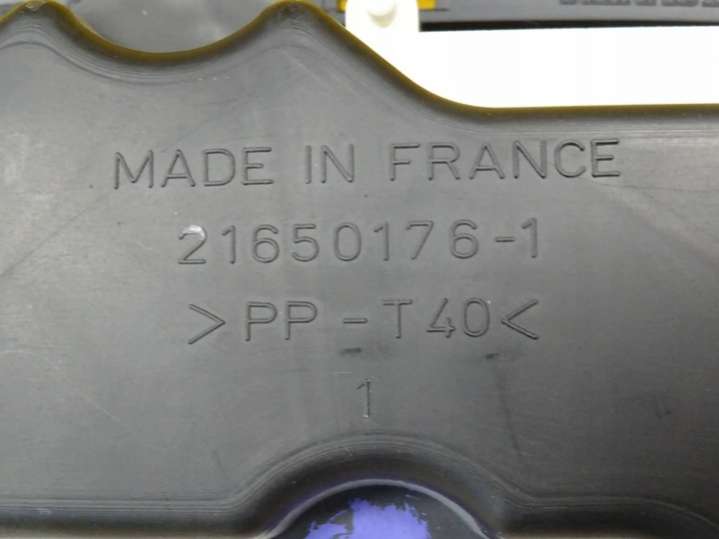 MADE IN FRANCE
21650176-1
>PP-T40<
1